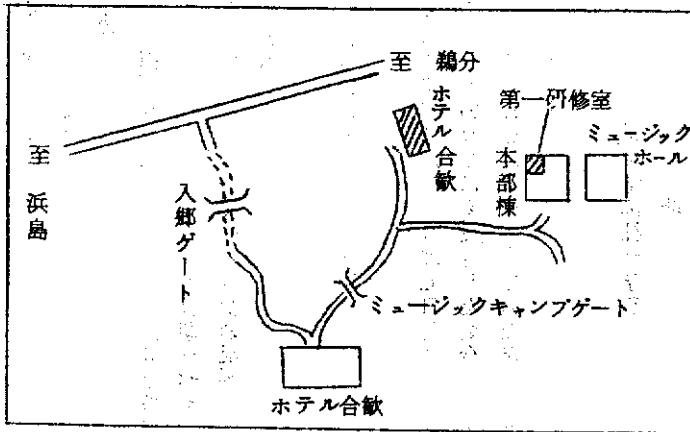 至 鵜分
ホテル合歓
第一研修室
ミュージック
ホール
本部棟
至 浜島
入郷ゲート
ミュージックキャンプゲート
ホテル合歓